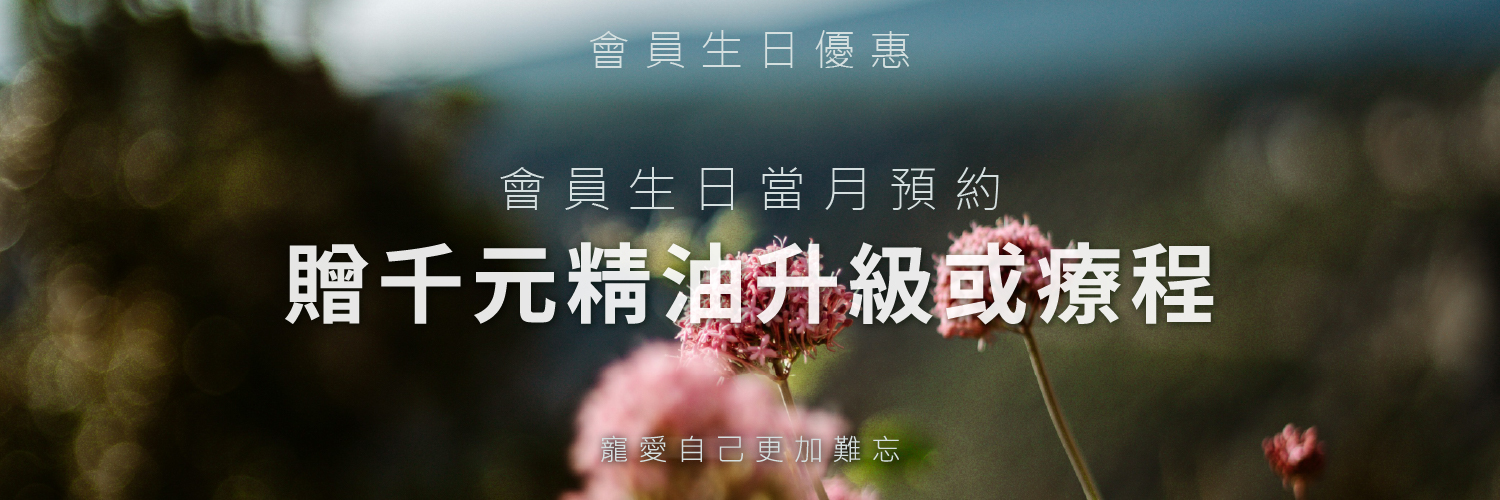 會員生日優惠
會員生日當月預約
贈千元精油升級或療程
寵愛自己更加難忘